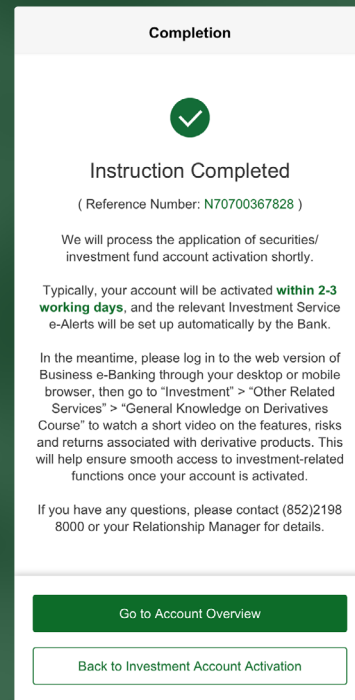 Completion
Instruction Completed
( Reference Number: N70700367828 )
We will process the application of securities/
investment fund account activation shortly.
Typically, your account will be activated within 2-3
working days, and the relevant Investment Service
e-Alerts will be set up automatically by the Bank.
In the meantime, please log in to the web version of
Business e-Banking through your desktop or mobile
browser, then go to “Investment” > “Other Related
Services” > “General Knowledge on Derivatives
Course” to watch a short video on the features, risks
and returns associated with derivative products. This
will help ensure smooth access to investment-related
functions once your account is activated.
If you have any questions, please contact (852)2198
8000 or your Relationship Manager for details.
Go to Account Overview
Back to Investment Account Activation